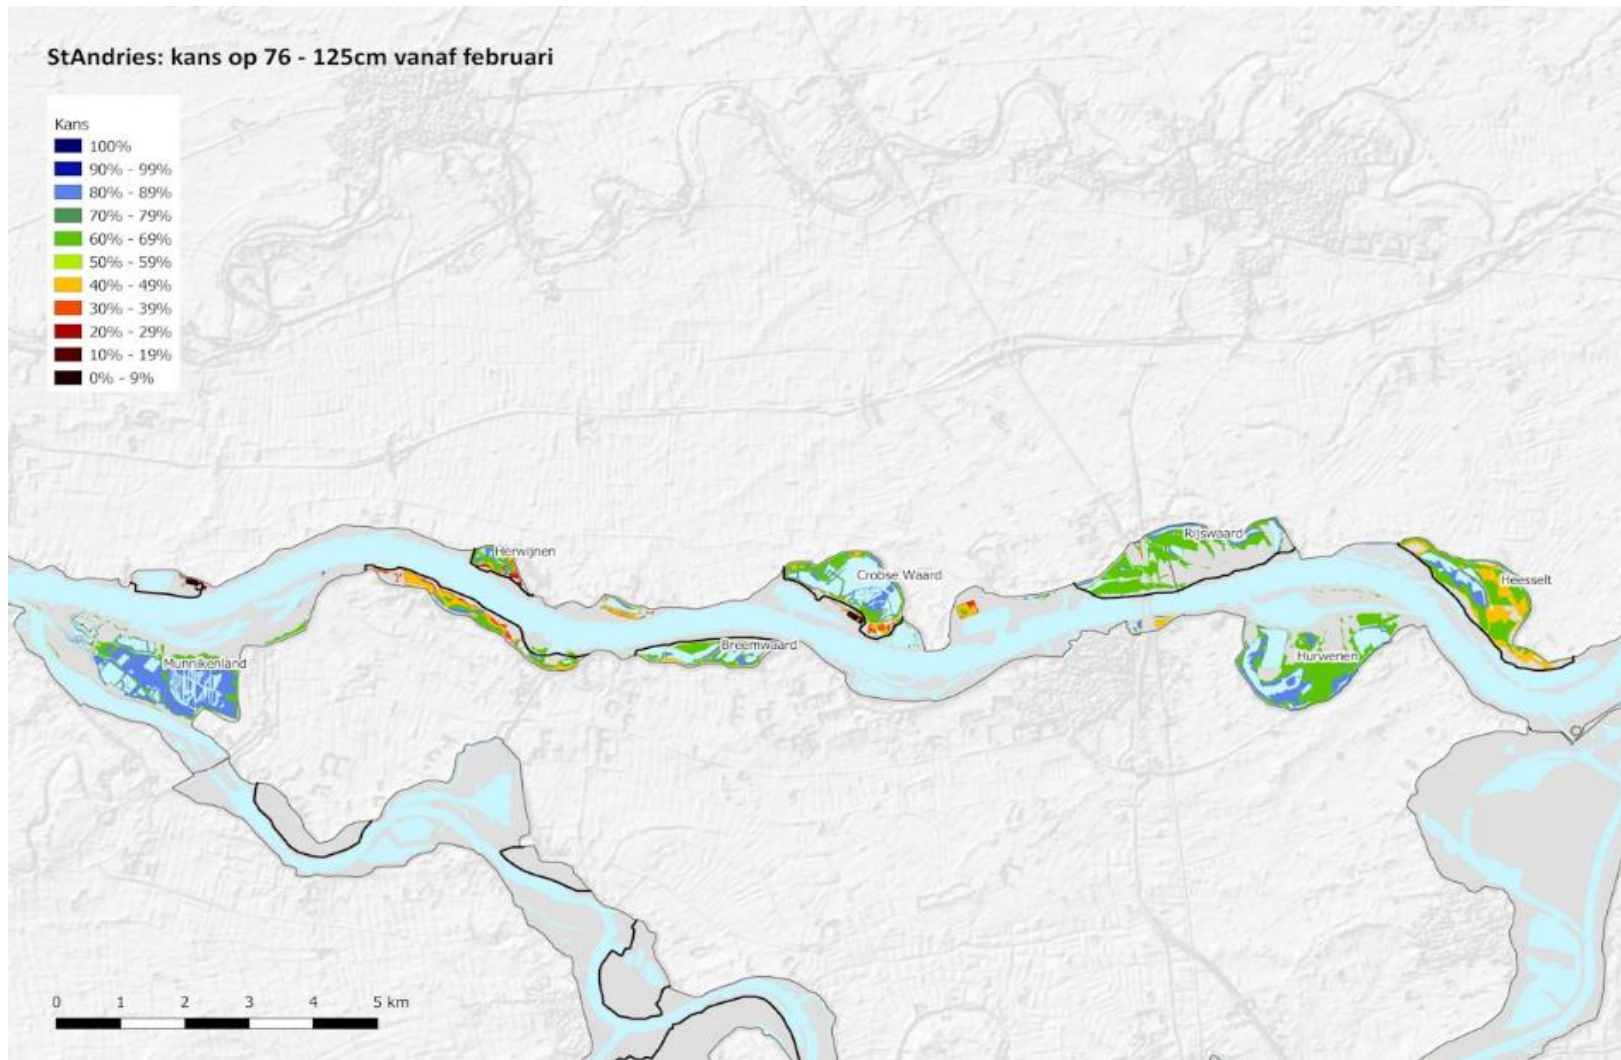 StAndries: kans op 76 - 125cm vanaf februari
Kans
100%
90% - 99%
80% - 89%
70% - 79%
60% - 69%
50% - 59%
40% - 49%
30% - 39%
20% - 29%
10% - 19%
0% - 9%
Rijswaard
Herwijnen
Crobse Waard
Heesselt
Breemwaard
Hurwenen
Munnikenland
0 1 2 3 4 5 km